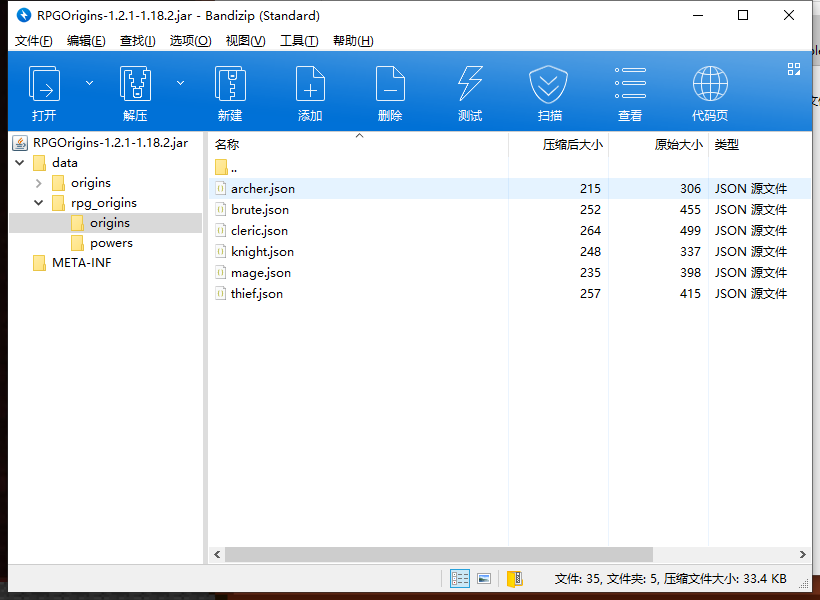 RPGOrigins-1.2.1-1.18.2.jar - Bandizip (Standard)
文件(F) 编辑(E) 查找(I) 选项(O) 视图(V) 工具(T) 帮助(H)
打开 解压 新建 添加 删除 测试 扫描 查看 代码页
RPGOrigins-1.2.1-1.18.2.jar
data
origins
rpg_origins
origins
powers
META-INF
名称 压缩后大小 原始大小 类型
..
archer.json 215 306 JSON 源文件
brute.json 252 455 JSON 源文件
cleric.json 264 499 JSON 源文件
knight.json 248 337 JSON 源文件
mage.json 235 398 JSON 源文件
thief.json 257 415 JSON 源文件
文件: 35, 文件夹: 5, 压缩文件大小: 33.4 KB